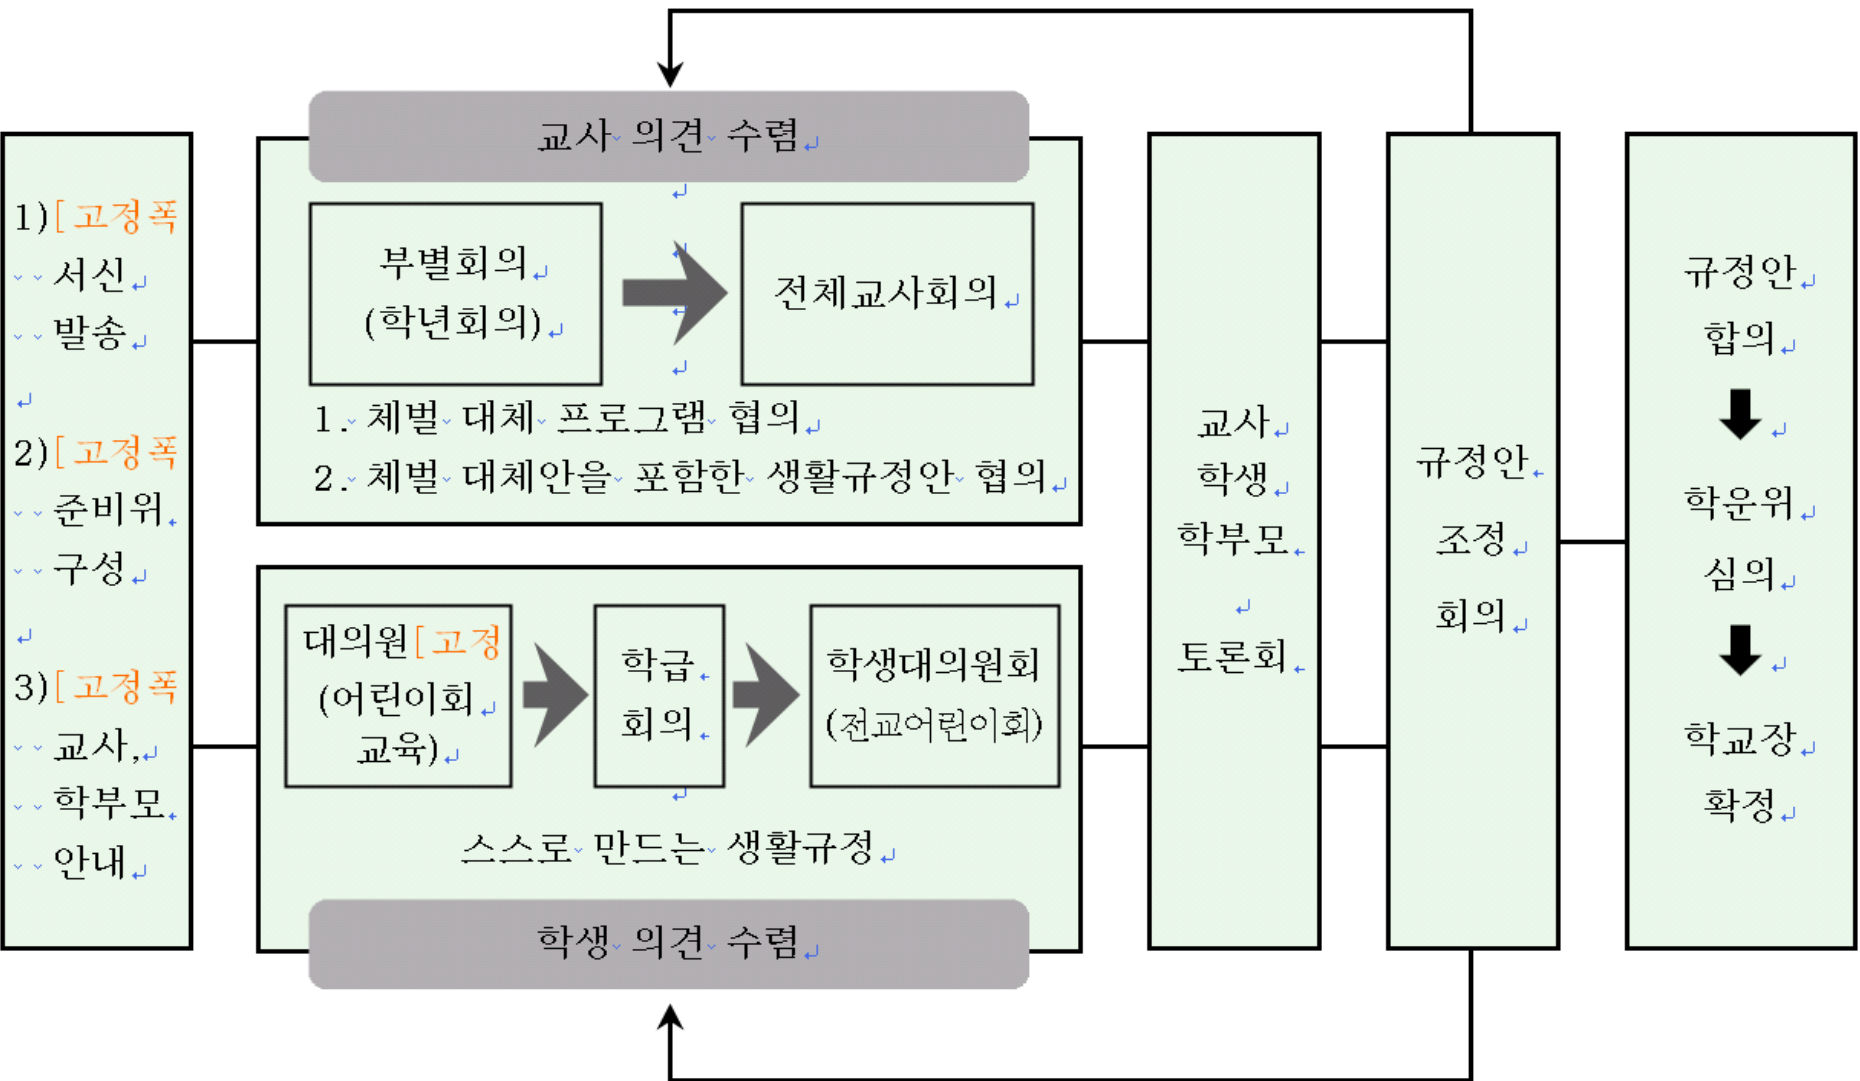 1)[고정폭
서신
발송
2)[고정폭
준비위
구성
3)[고정폭
교사,
학부모
안내
교사 의견 수렴
부별회의
(학년회의)
전체교사회의
1. 체벌 대체 프로그램 협의
2. 체벌 대체안을 포함한 생활규정안 협의
대의원[고정
(어린이회
교육)
학급
회의
학생대의원회
(전교어린이회)
스스로 만드는 생활규정
학생 의견 수렴
교사
학생
학부모
토론회
규정안
조정
회의
규정안
합의
학운위
심의
학교장
확정